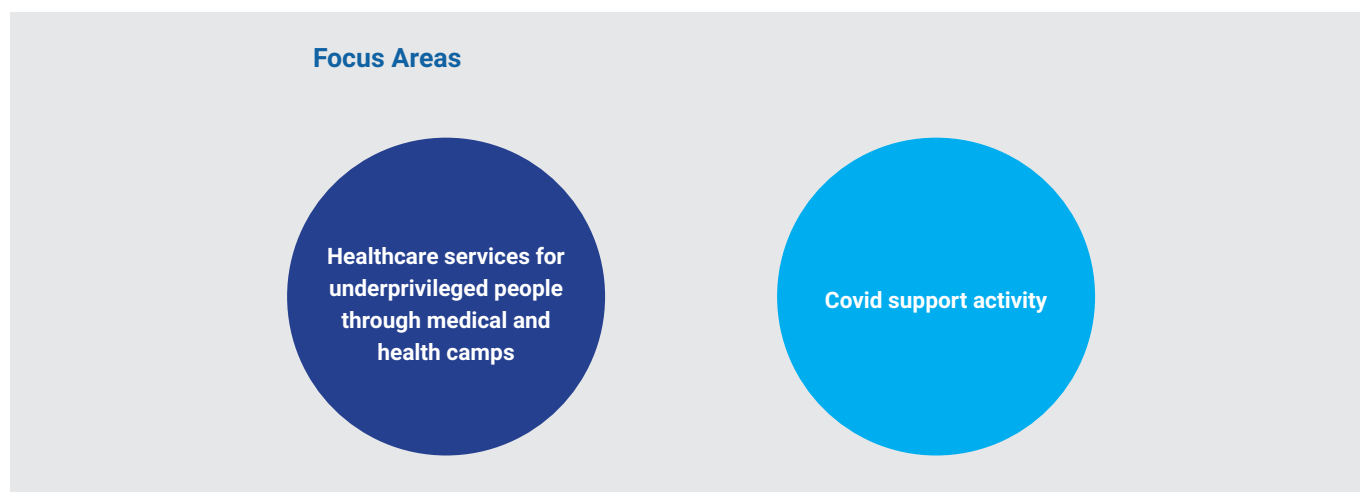 Focus Areas
Healthcare services for
underprivileged people
through medical and
health camps
Covid support activity